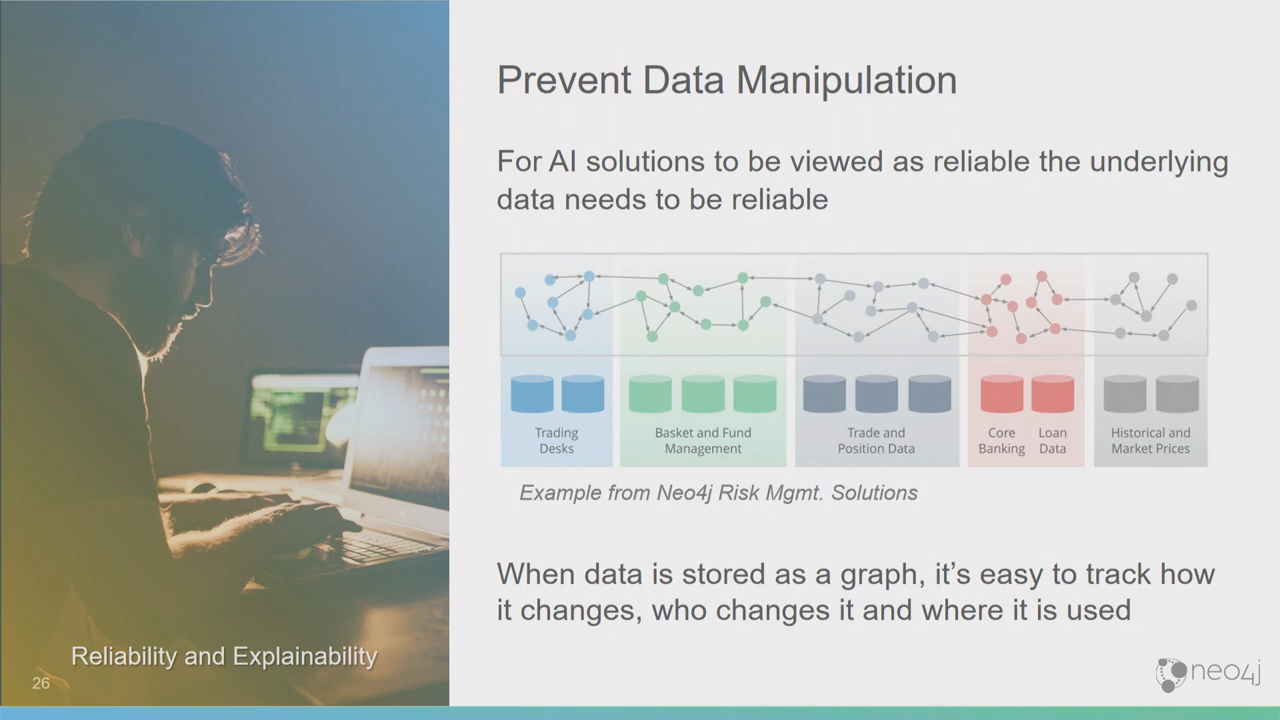 Prevent Data Manipulation
For AI solutions to be viewed as reliable the underlying
data needs to be reliable
Trading
Desks
Basket and Fund
Management
Trade and
Position Data
Core
Banking
Loan
Data
Historical and
Market Prices
Example from Neo4j Risk Mgmt. Solutions
When data is stored as a graph, it’s easy to track how
it changes, who changes it and where it is used
Reliability and Explainability
26
neo4j